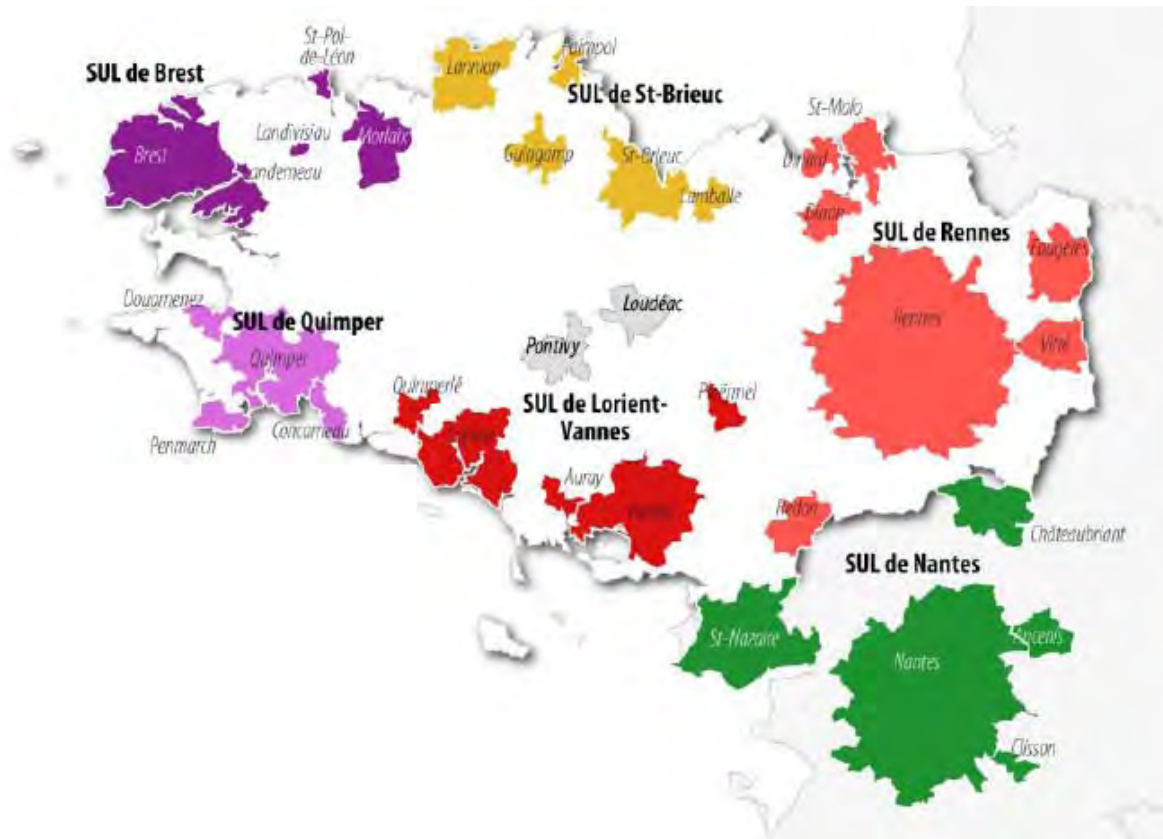 St-Pol-
de-Léon
SUL de Brest
Lannion
Paimpol
SUL de St-Brieuc
St-Malo
Landivisiau
Morlaix
Brest
Landerneau
Guingamp
St-Brieuc
Lamballe
Dinard
Dinan
SUL de Rennes
Fougères
Douarnenez
SUL de Quimper
Loudéac
Rennes
Pontivy
Vitré
Quimper
Quimperlé
SUL de Lorient-
Vannes
Ploërmel
Penmarch
Concarneau
Lorient
Auray
Vannes
Redon
Châteaubriant
SUL de Nantes
St-Nazaire
Nantes
Ancenis
Clisson